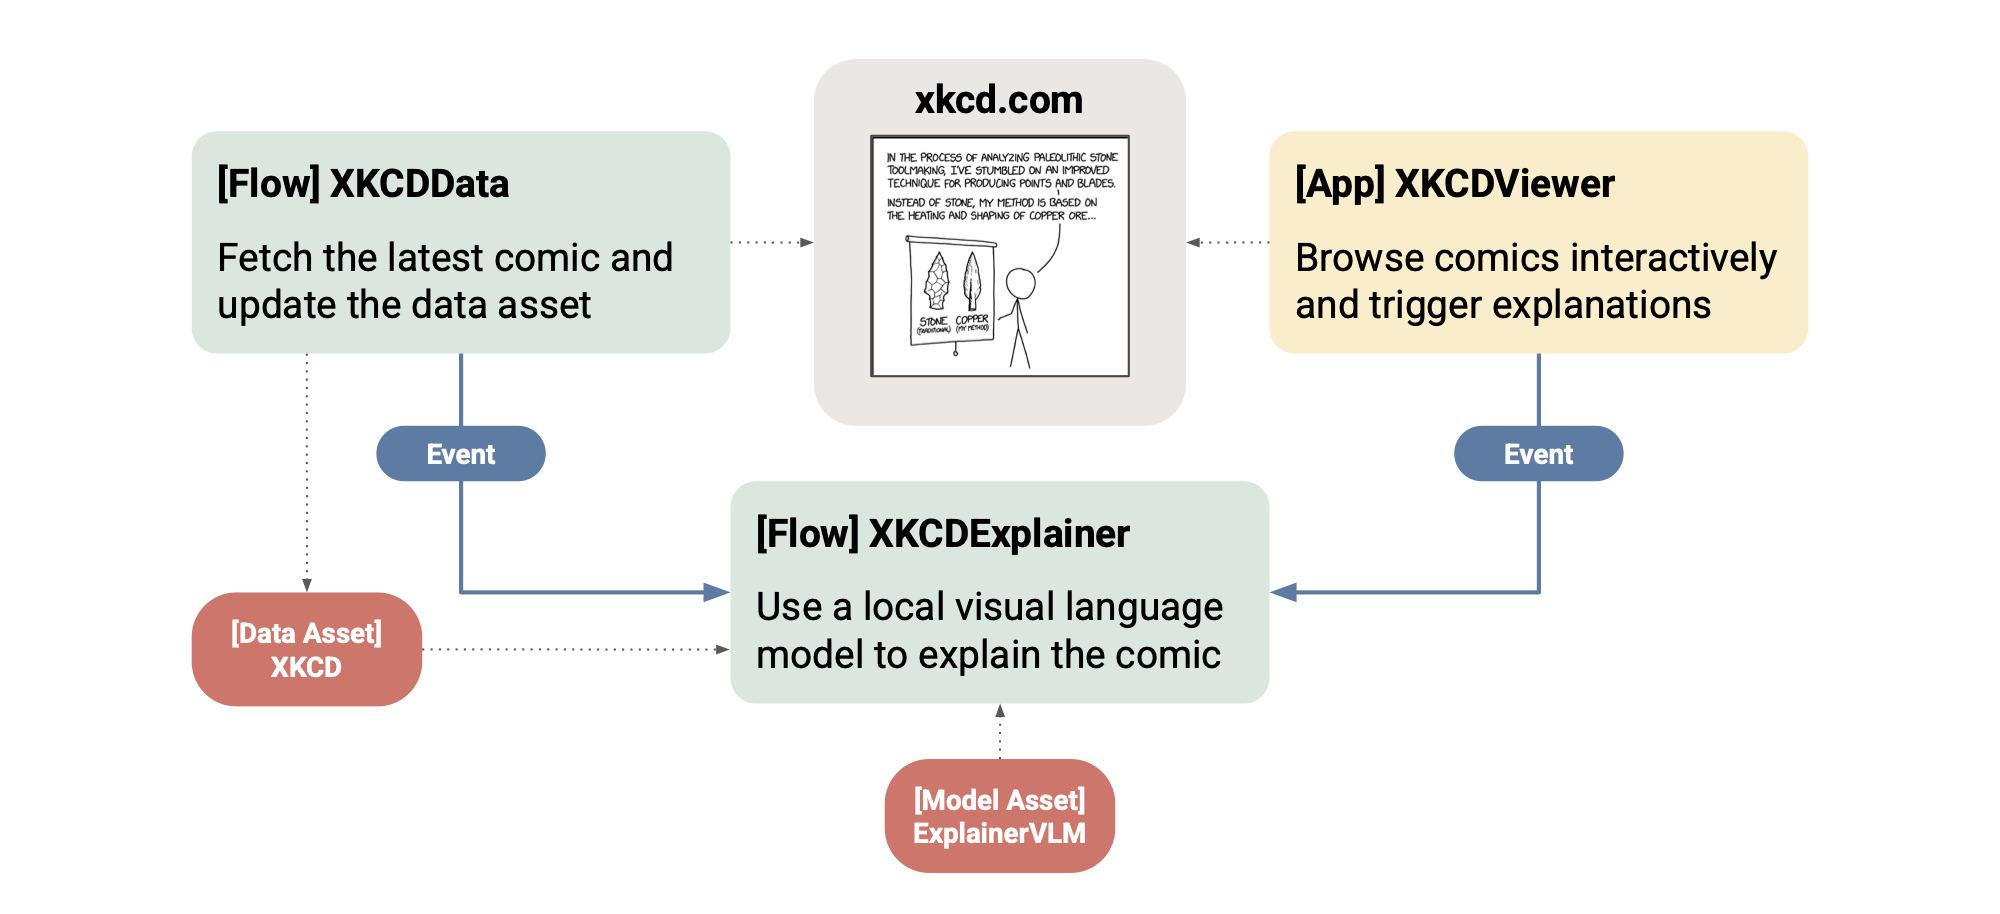 xkcd.com
IN THE PROCESS OF ANALYZING PALEOLITHIC STONE
TOOLMAKING, I'VE STUMBLED ON AN IMPROVED
TECHNIQUE FOR PRODUCING POINTS AND BLADES.
INSTEAD OF STONE, MY METHOD IS BASED ON
THE HEATING AND SHAPING OF COPPER ORE...
STONE COPPER
(TRADITIONAL) (MY METHOD)
[Flow] XKCDData
Fetch the latest comic and
update the data asset
[App] XKCDViewer
Browse comics interactively
and trigger explanations
Event
Event
[Flow] XKCDExplainer
Use a local visual language
model to explain the comic
[Data Asset]
XKCD
[Model Asset]
ExplainerVLM